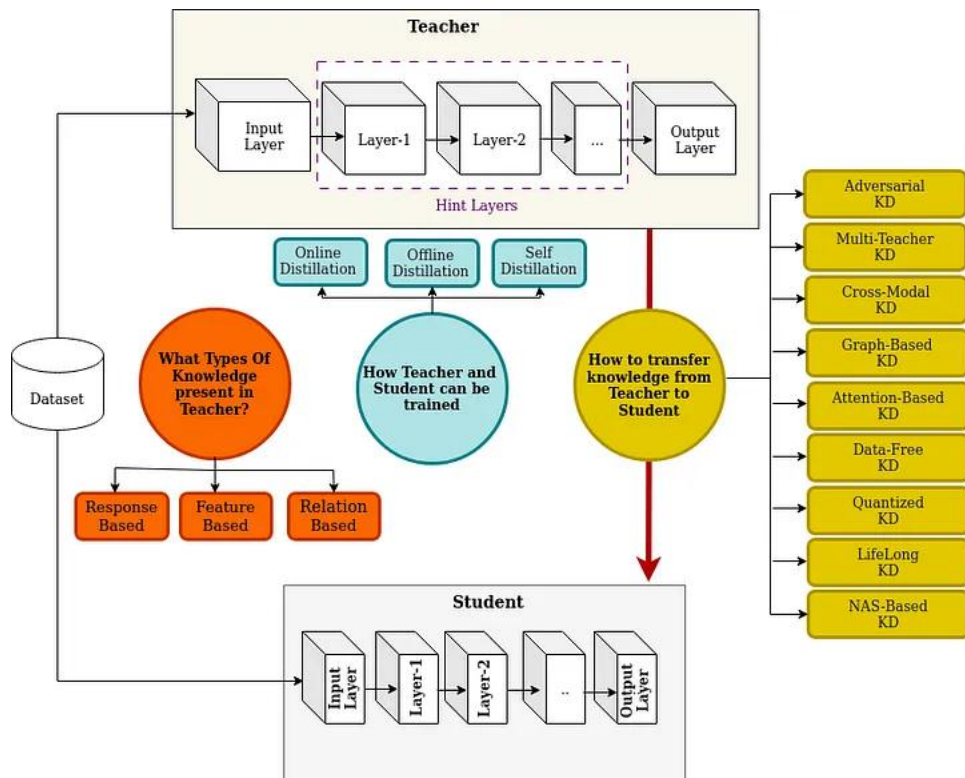 Teacher
Input
Layer
Layer-1
Layer-2
...
Output
Layer
Hint Layers
Online
Distillation
Offline
Distillation
Self
Distillation
Adversarial
KD
Multi-Teacher
KD
Cross-Modal
KD
Graph-Based
KD
Attention-Based
KD
Data-Free
KD
Quantized
KD
LifeLong
KD
NAS-Based
KD
Dataset
What Types Of
Knowledge
present in
Teacher?
How Teacher and
Student can be
trained
How to transfer
knowledge from
Teacher to
Student
Response
Based
Feature
Based
Relation
Based
Student
Input
Layer
Layer-1
Layer-2
..
Output
Layer